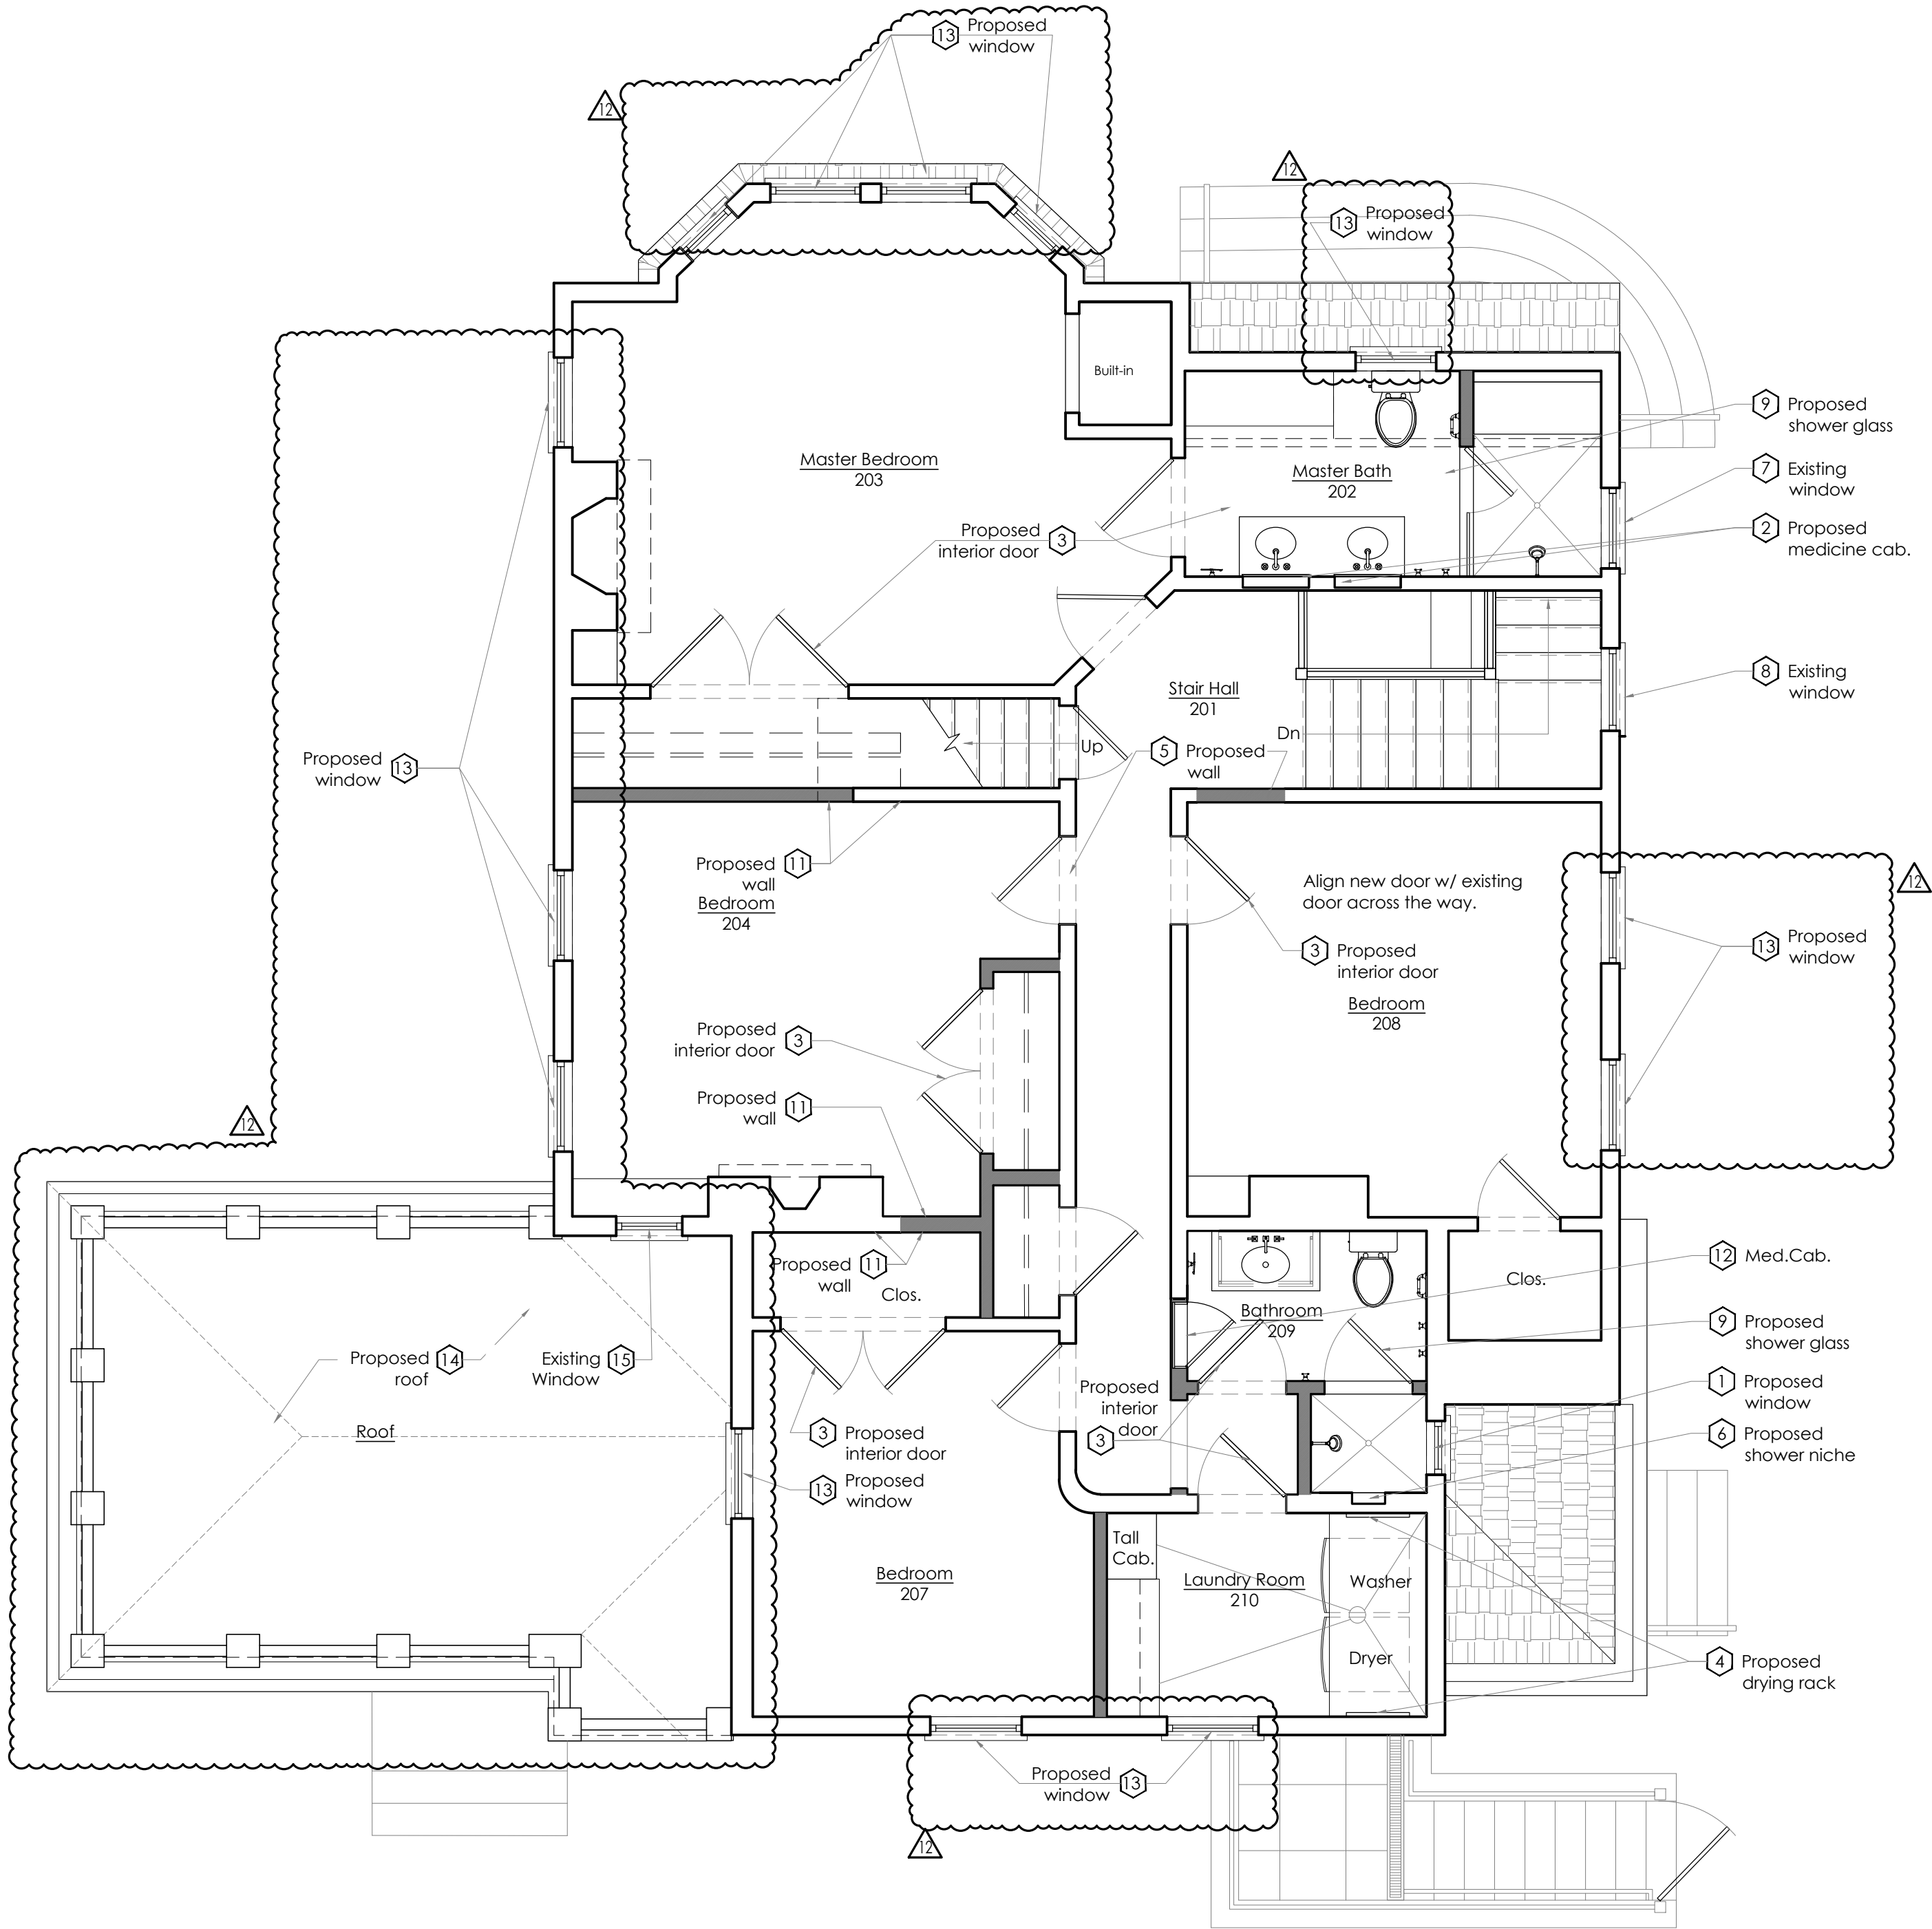 13
Proposed
window
12
12
13
Proposed
window
Built-in
9
Proposed
shower glass
Master Bedroom
203
Master Bath
202
7
Existing
window
Proposed
interior door
3
2
Proposed
medicine cab.
Stair Hall
201
8
Existing
window
Dn
Up
5
Proposed
wall
Proposed
window
13
Proposed
wall
11
Bedroom
204
Align new door w/ existing
door across the way.
12
3
Proposed
interior door
13
Proposed
window
Bedroom
208
Proposed
interior door
3
Proposed
wall
11
12
Proposed
wall
11
Clos.
12
Med.Cab.
Clos.
Bathroom
209
9
Proposed
shower glass
Proposed
roof
14
Existing
Window
15
Proposed
interior
door
3
1
Proposed
window
Roof
3
Proposed
interior door
6
Proposed
shower niche
13
Proposed
window
Tall
Cab.
Bedroom
207
Laundry Room
210
Washer
Dryer
4
Proposed
drying rack
Proposed
window
13
12